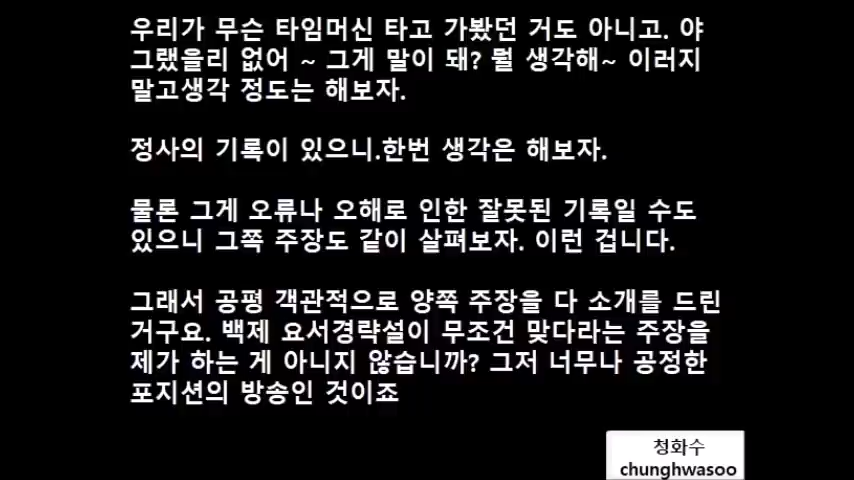 우리가 무슨 타임머신 타고 가봤던 거도 아니고. 야
그랬을리 없어 ~ 그게 말이 돼? 뭘 생각해~ 이러지
말고생각 정도는 해보자.
정사의 기록이 있으니.한번 생각은 해보자.
물론 그게 오류나 오해로 인한 잘못된 기록일 수도
있으니 그쪽 주장도 같이 살펴보자. 이런 겁니다.
그래서 공평 객관적으로 양쪽 주장을 다 소개를 드린
거구요. 백제 요서경략설이 무조건 맞다라는 주장을
제가 하는 게 아니지 않습니까? 그저 너무나 공정한
포지션의 방송인 것이죠
청화수
chunghwasoo